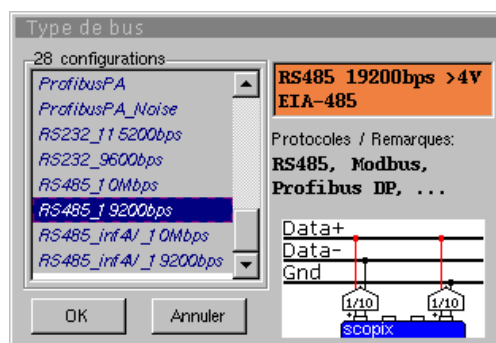 Type de bus
28 configurations
ProfibusPA
ProfibusPA_Noise
RS232_115200bps
RS232_9600bps
RS485_10Mbps
RS485_19200bps
RS485_inf4V_10Mbps
RS485_inf4V_19200bps
OK
Annuler
RS485 19200bps >4V
EIA-485
Protocoles / Remarques:
RS485, Modbus,
Profibus DP, ...
Data+
Data-
Gnd
1/10
1/10
scopix